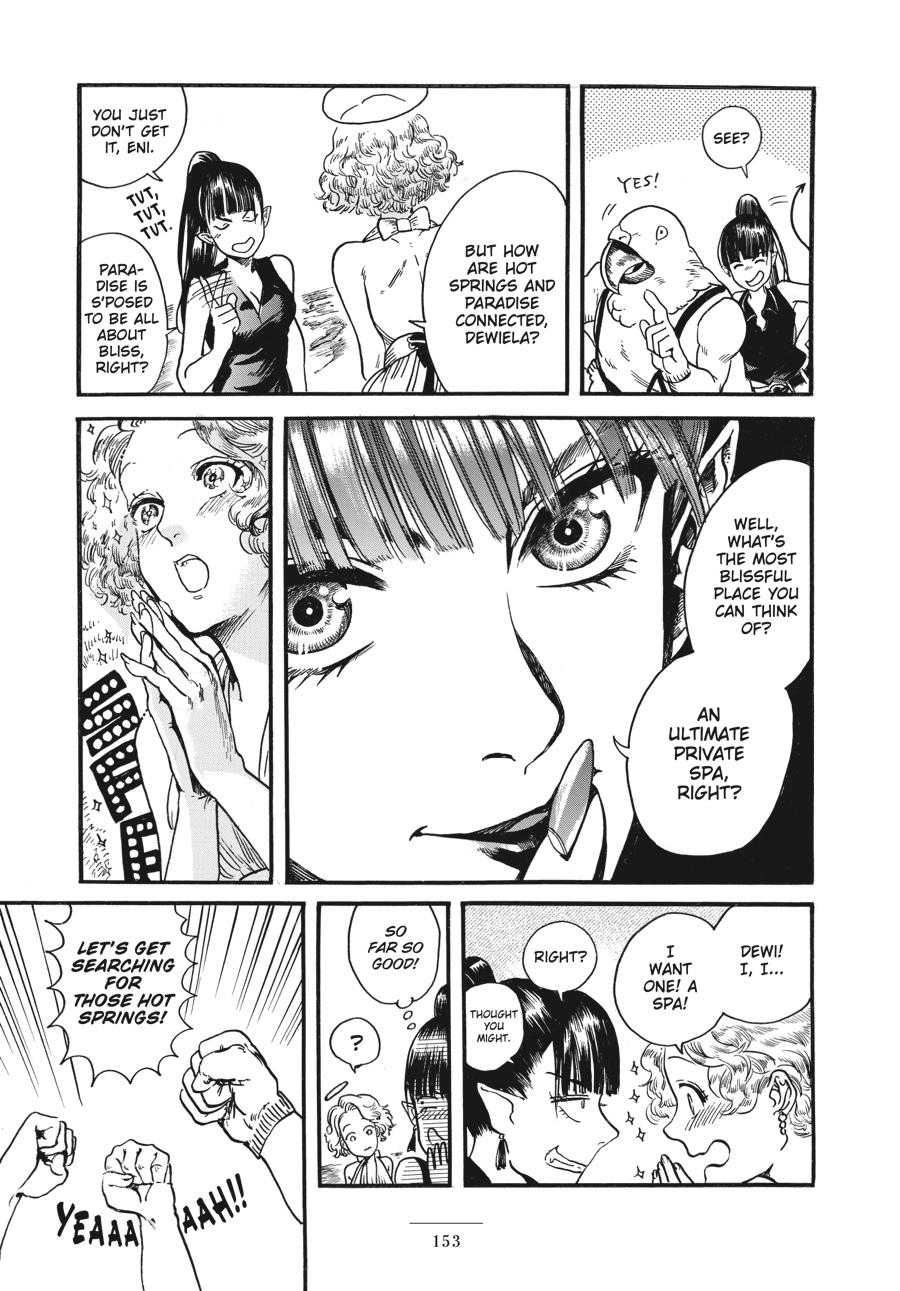 SEE?
YES!
BUT HOW
ARE HOT
SPRINGS AND
PARADISE
CONNECTED,
DEWIELA?
YOU JUST
DON'T GET
IT, ENI.
TUT,
TUT,
TUT.
PARA-
DISE IS
S'POSED
TO BE ALL
ABOUT
BLISS,
RIGHT?
WELL,
WHAT'S
THE MOST
BLISSFUL
PLACE YOU
CAN THINK
OF?
AN
ULTIMATE
PRIVATE
SPA,
RIGHT?
DEWI!
I, I...
I
WANT
ONE! A
SPA!
RIGHT?
THOUGHT
YOU
MIGHT.
SO
FAR SO
GOOD!
?
LET'S GET
SEARCHING
FOR
THOSE HOT
SPRINGS!
YEAAA AAH!!
153